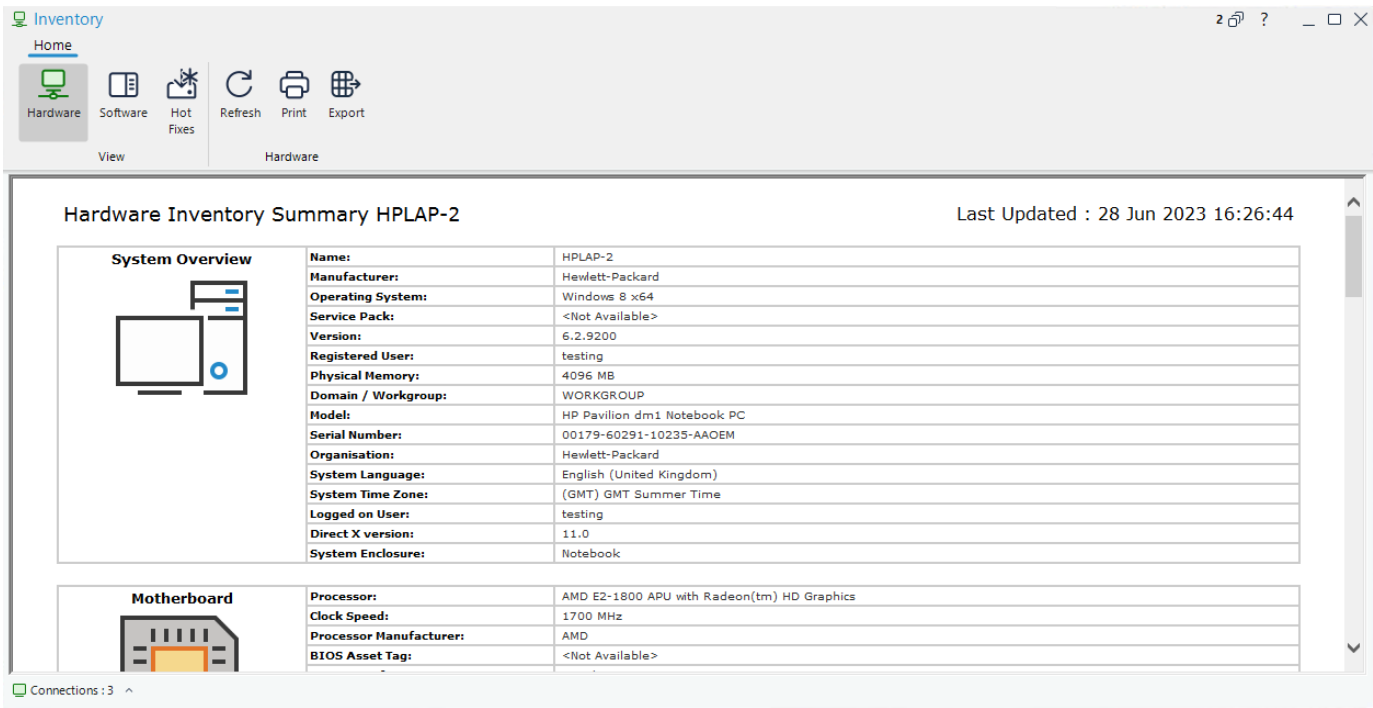 Inventory
2 ?
Home
Hardware Software Hot Fixes Refresh Print Export
View Hardware
Hardware Inventory Summary HPLAP-2 Last Updated : 28 Jun 2023 16:26:44
System Overview
Name: HPLAP-2
Manufacturer: Hewlett-Packard
Operating System: Windows 8 x64
Service Pack: <Not Available>
Version: 6.2.9200
Registered User: testing
Physical Memory: 4096 MB
Domain / Workgroup: WORKGROUP
Model: HP Pavilion dm1 Notebook PC
Serial Number: 00179-60291-10235-AAOEM
Organisation: Hewlett-Packard
System Language: English (United Kingdom)
System Time Zone: (GMT) GMT Summer Time
Logged on User: testing
Direct X version: 11.0
System Enclosure: Notebook
Motherboard
Processor: AMD E2-1800 APU with Radeon(tm) HD Graphics
Clock Speed: 1700 MHz
Processor Manufacturer: AMD
BIOS Asset Tag: <Not Available>
Connections : 3